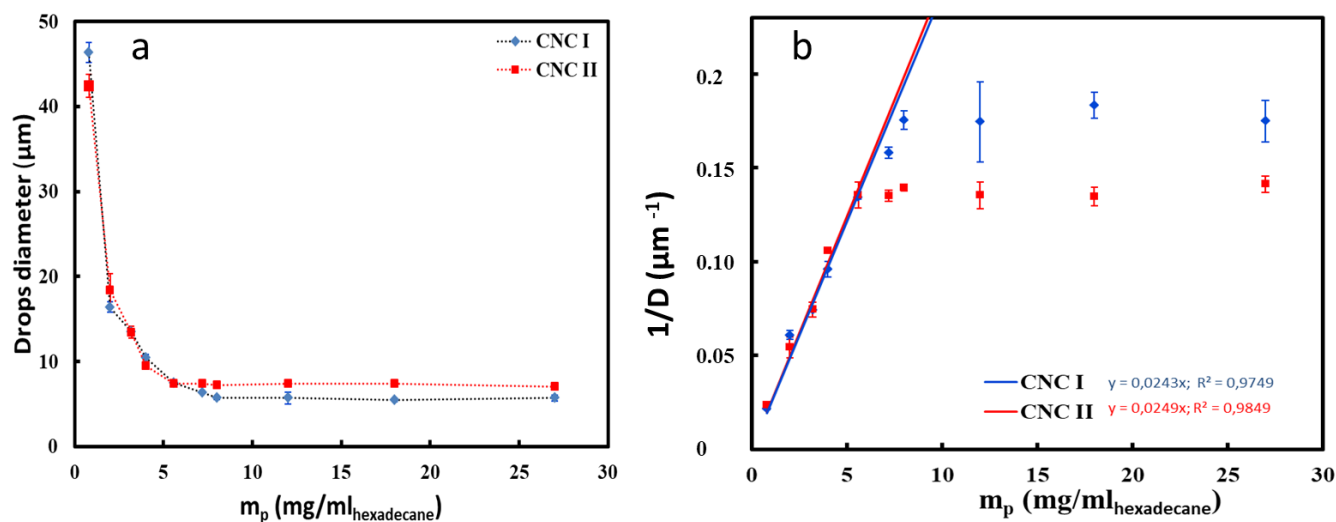 a
CNC I
CNC II
Drops diameter (µm)
50
40
30
20
10
0
0 5 10 15 20 25 30
mp (mg/mlhexadecane)
b
1/D (µm -1)
0.2
0.15
0.10
0.05
0
CNC I y = 0,0243x; R² = 0,9749
CNC II y = 0,0249x; R² = 0,9849
0 5 10 15 20 25 30
mp (mg/mlhexadecane)